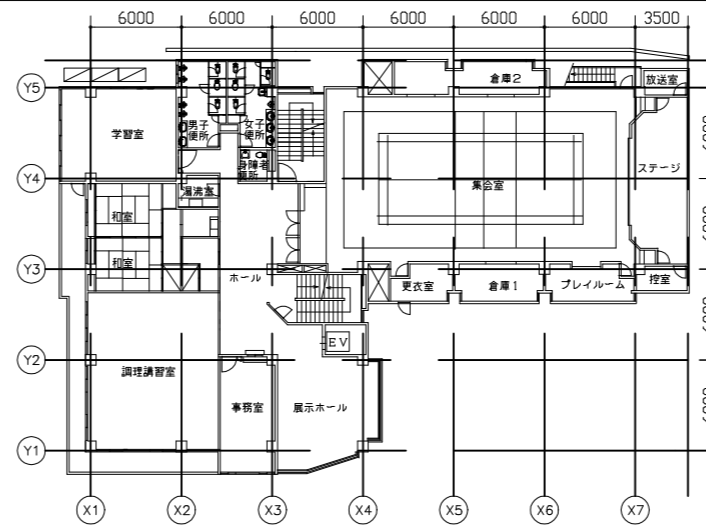 6000 6000 6000 6000 6000 6000 3500
倉庫2
放送室
Y5
学習室
男子
便所
女子
便所
身障者
便所
ステージ
6000
Y4
湯沸室
集会室
和室
6000
和室
Y3
ホール
更衣室
倉庫1
プレイルーム
控室
EV
6000
Y2
調理講習室
事務室
展示ホール
6000
Y1
X1 X2 X3 X4 X5 X6 X7